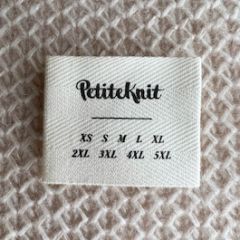 PetiteKnit
XS S M L XL
2XL 3XL 4XL 5XL